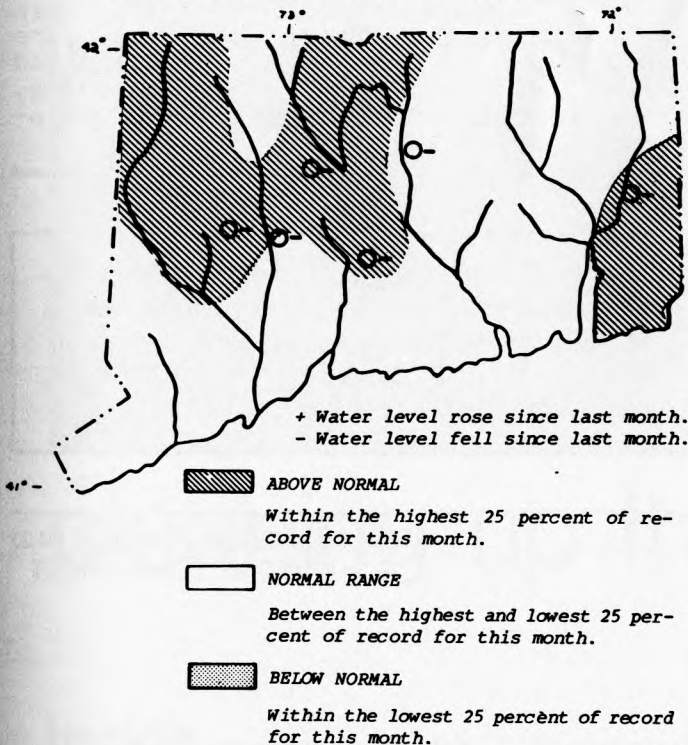 73°
72°
42°
+ Water level rose since last month.
- Water level fell since last month.
41°
ABOVE NORMAL
Within the highest 25 percent of re-
cord for this month.
NORMAL RANGE
Between the highest and lowest 25 per-
cent of record for this month.
BELOW NORMAL
Within the lowest 25 percent of record
for this month.